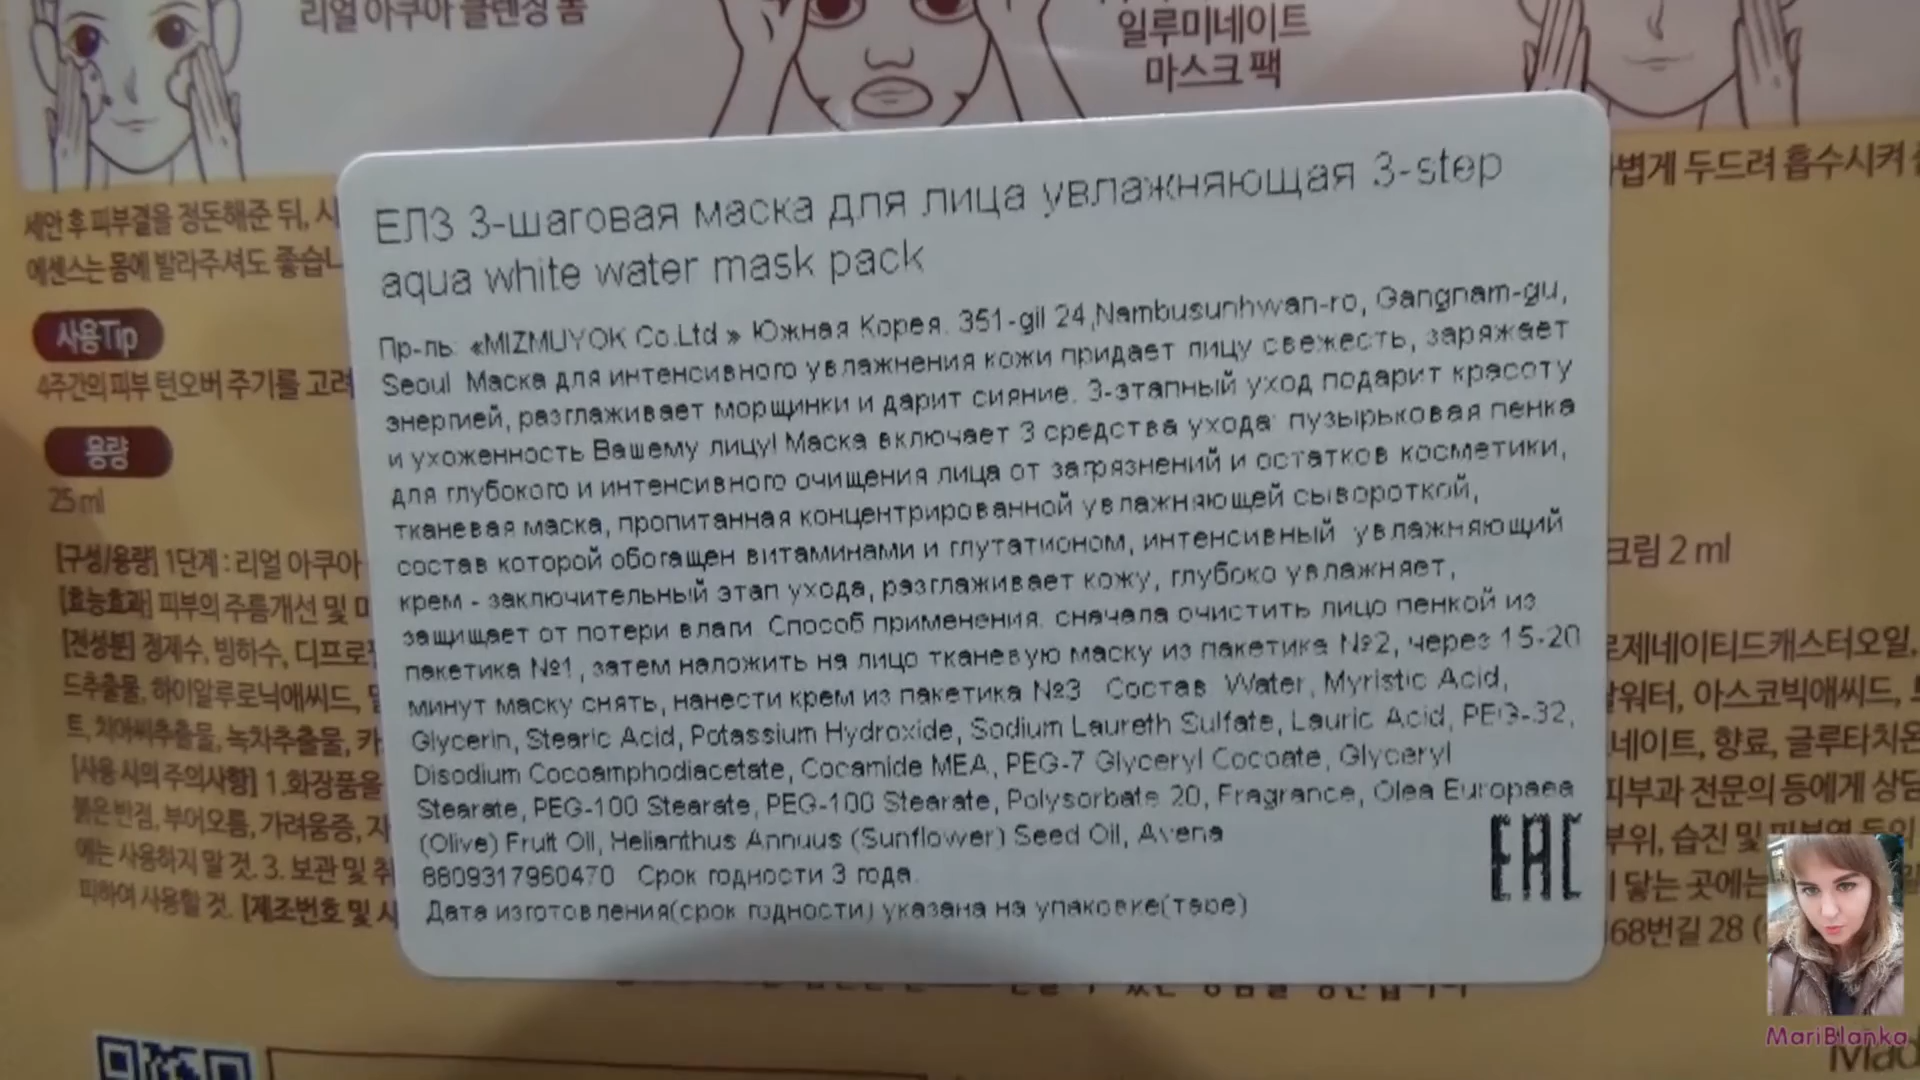 리얼 아쿠아 클렌징 폼
일루미네이트
마스크 팩
세안 후 피부결을 정돈해준 뒤, 시
볍게 두드려 흡수시켜
에센스는 몸에 발라주셔도 좋습니
사용Tip
4주간의 피부 턴오버 주기를 고려
용량
25 ml
[구성/용량] 1단계 : 리얼 아쿠아
크림 2 ml
[효능효과] 피부의 주름개선 및 미
[전성분] 정제수, 빙하수, 디프로필
로제네이티드캐스터오일,
드추출물, 하이알루로닉애씨드,
워터, 아스코빅애씨드,
트, 치아씨추출물, 녹차추출물, 카
네이트, 향료, 글루타치온
[사용 시의 주의사항] 1.화장품을
피부과 전문의 등에게 상담
붉은 반점, 부어오름, 가려움증, 자
부위, 습진 및 피부염 등의
에는 사용하지 말 것. 3. 보관 및 취
닿는 곳에는
피하여 사용할 것. [제조번호 및 사
68번길 28
ЕЛЗ 3-шаговая маска для лица увлажняющая 3-step
aqua white water mask pack
Пр-ль: «MIZMUYOK Co.Ltd » Южная Корея. 351-gil 24,Nambusunhwan-ro, Gangnam-gu,
Seoul Маска для интенсивного увлажнения кожи придает лицу свежесть, заряжает
энергией, разглаживает морщинки и дарит сияние. 3-этапный уход подарит красоту
и ухоженность Вашему лицу! Маска включает 3 средства ухода: пузырьковая пенка
для глубокого и интенсивного очищения лица от загрязнений и остатков косметики,
тканевая маска, пропитанная концентрированной увлажняющей сывороткой,
состав которой обогащен витаминами и глутатионом, интенсивный увлажняющий
крем - заключительный этап ухода, разглаживает кожу, глубоко увлажняет,
защищает от потери влаги. Способ применения: сначала очистить лицо пенкой из
пакетика №1, затем наложить на лицо тканевую маску из пакетика №2, через 15-20
минут маску снять, нанести крем из пакетика №3 Состав: Water, Myristic Acid,
Glycerin, Stearic Acid, Potassium Hydroxide, Sodium Laureth Sulfate, Lauric Acid, PEG-32,
Disodium Cocoamphodiacetate, Cocamide MEA, PEG-7 Glyceryl Cocoate, Glyceryl
Stearate, PEG-100 Stearate, PEG-100 Stearate, Polysorbate 20, Fragrance, Olea Europaea
(Olive) Fruit Oil, Helianthus Annuus (Sunflower) Seed Oil, Avena
8809317960470 Срок годности 3 года.
Дата изготовления(срок годности) указана на упаковке(таре)
EAC
MariBlanka